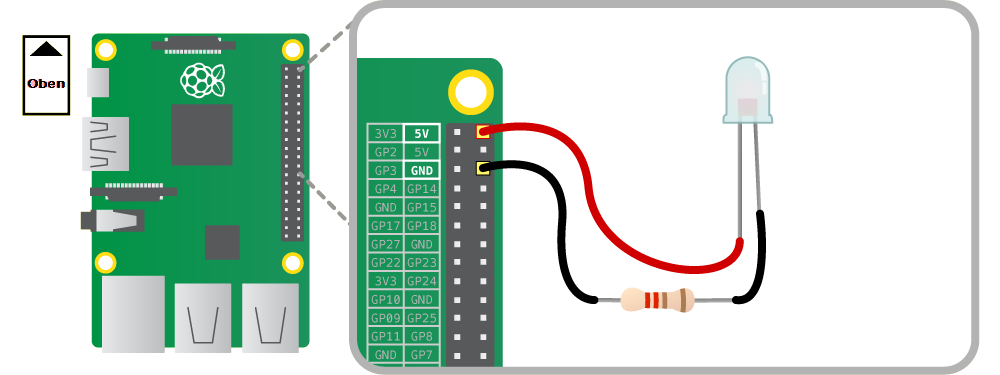 Oben
3V3 5V
GP2 5V
GP3 GND
GP4 GP14
GND GP15
GP17 GP18
GP27 GND
GP22 GP23
3V3 GP24
GP10 GND
GP09 GP25
GP11 GP8
GND GP7